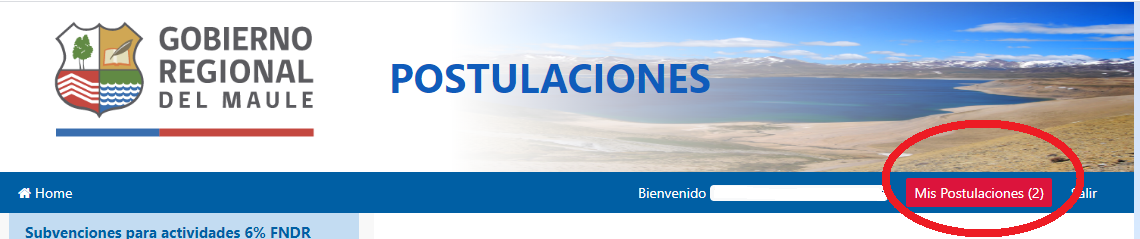 GOBIERNO
REGIONAL
DEL MAULE
POSTULACIONES
Home
Bienvenido
Mis Postulaciones (2)
Salir
Subvenciones para actividades 6% FNDR